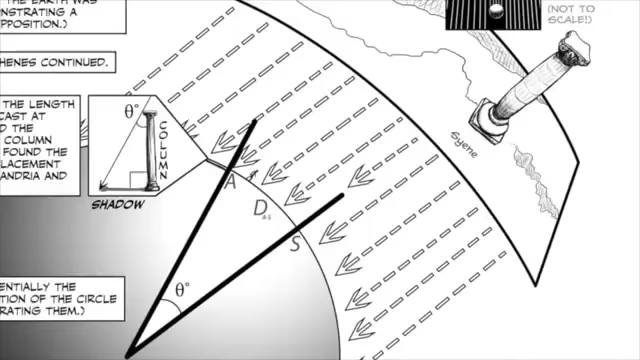 THE EARTH WAS
NSTRATING A
PPOSITION.)
HENES CONTINUED.
THE LENGTH
CAST AT
D THE
COLUMN
FOUND THE
LACEMENT
ANDRIA AND
θ°
COLUMN
SHADOW
(NOT TO
SCALE!)
Syene
A
D
S
θ°
ENTIALLY THE
TION OF THE CIRCLE
RATING THEM.)